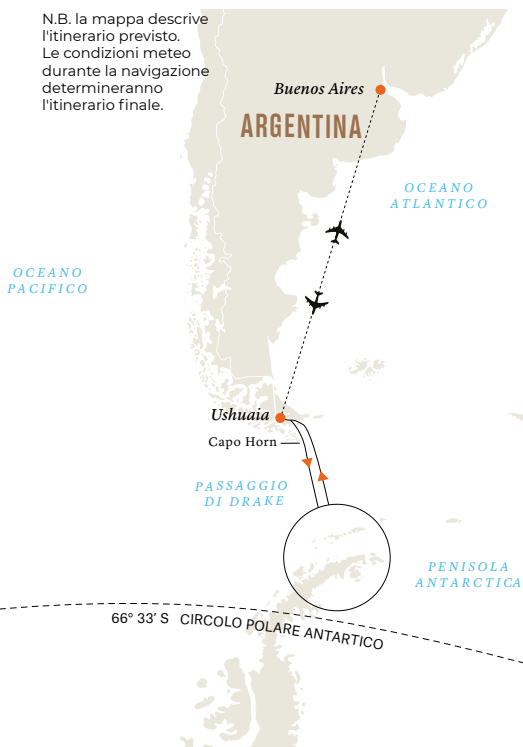 N.B. la mappa descrive
l'itinerario previsto.
Le condizioni meteo
durante la navigazione
determineranno
l'itinerario finale.
Buenos Aires
ARGENTINA
OCEANO
ATLANTICO
OCEANO
PACIFICO
Ushuaia
Capo Horn
PASSAGGIO
DI DRAKE
PENISOLA
ANTARCTICA
66° 33' S CIRCOLO POLARE ANTARTICO